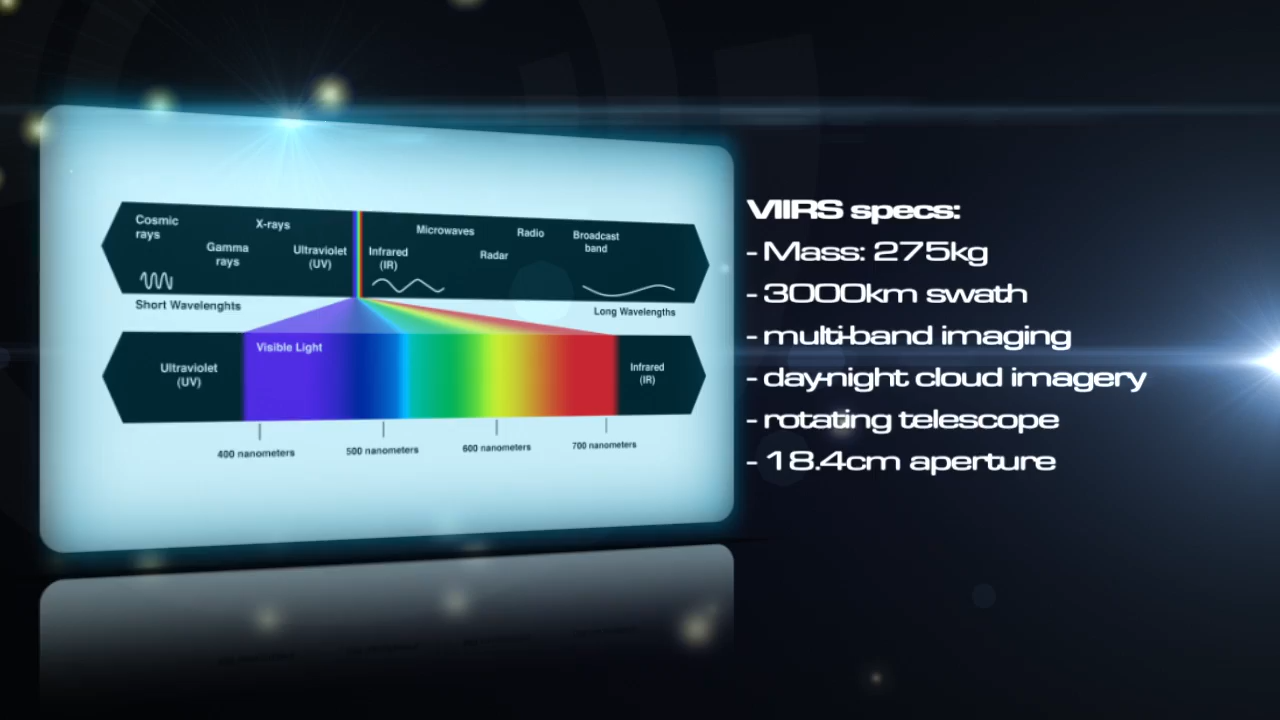 Cosmic
rays
X-rays
Gamma
rays
Ultraviolet
(UV)
Infrared
(IR)
Microwaves
Radar
Radio
Broadcast
band
Short Wavelenghts
Long Wavelengths
Ultraviolet
(UV)
Visible Light
Infrared
(IR)
400 nanometers
500 nanometers
600 nanometers
700 nanometers
VIIRS specs:
- Mass: 275kg
- 3000km swath
- multi-band imaging
- day-night cloud imagery
- rotating telescope
- 18.4cm aperture